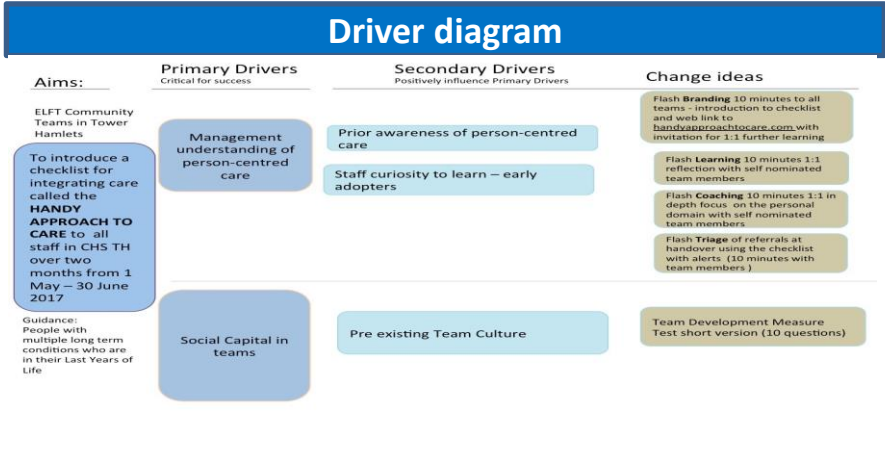 Driver diagram
Aims:
ELFT Community
Teams in Tower
Hamlets
To introduce a
checklist for
integrating care
called the
HANDY
APPROACH TO
CARE to all
staff in CHS TH
over two
months from 1
May – 30 June
2017
Guidance:
People with
multiple long term
conditions who are
in their Last Years of
Life
Primary Drivers
Critical for success
Management
understanding of
person-centred
care
Social Capital in
teams
Secondary Drivers
Positively influence Primary Drivers
Prior awareness of person-centred
care
Staff curiosity to learn – early
adopters
Pre existing Team Culture
Change ideas
Flash Branding 10 minutes to all
teams - introduction to checklist
and web link to
handyapproachtocare.com with
invitation for 1:1 further learning
Flash Learning 10 minutes 1:1
reflection with self nominated
team members
Flash Coaching 10 minutes 1:1 in
depth focus on the personal
domain with self nominated
team members
Flash Triage of referrals at
handover using the checklist
with alerts (10 minutes with
team members )
Team Development Measure
Test short version (10 questions)